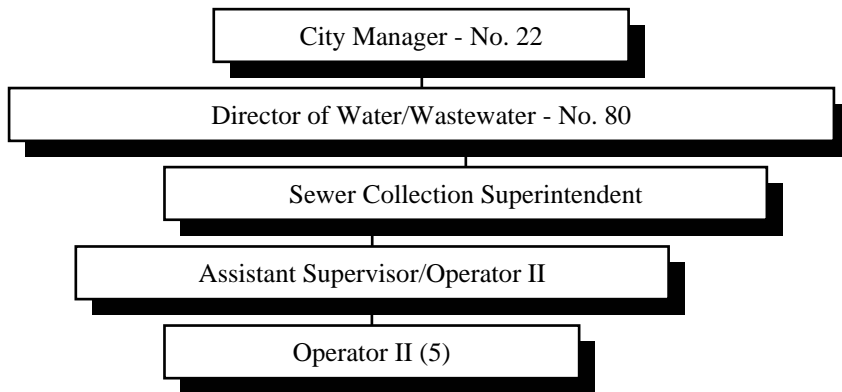 City Manager - No. 22
Director of Water/Wastewater - No. 80
Sewer Collection Superintendent
Assistant Supervisor/Operator II
Operator II (5)